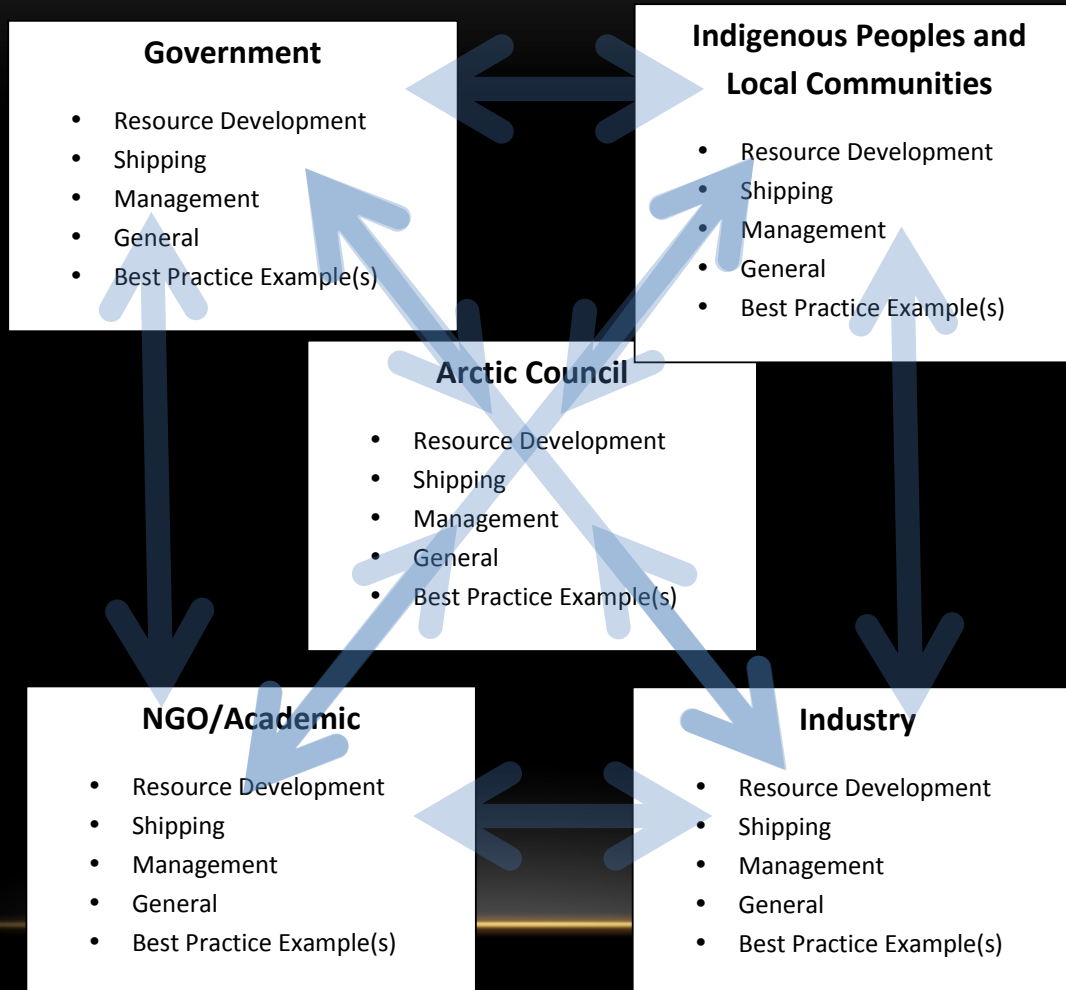 Government
• Resource Development
• Shipping
• Management
• General
• Best Practice Example(s)
Indigenous Peoples and
Local Communities
• Resource Development
• Shipping
• Management
• General
• Best Practice Example(s)
Arctic Council
• Resource Development
• Shipping
• Management
• General
• Best Practice Example(s)
NGO/Academic
• Resource Development
• Shipping
• Management
• General
• Best Practice Example(s)
Industry
• Resource Development
• Shipping
• Management
• General
• Best Practice Example(s)